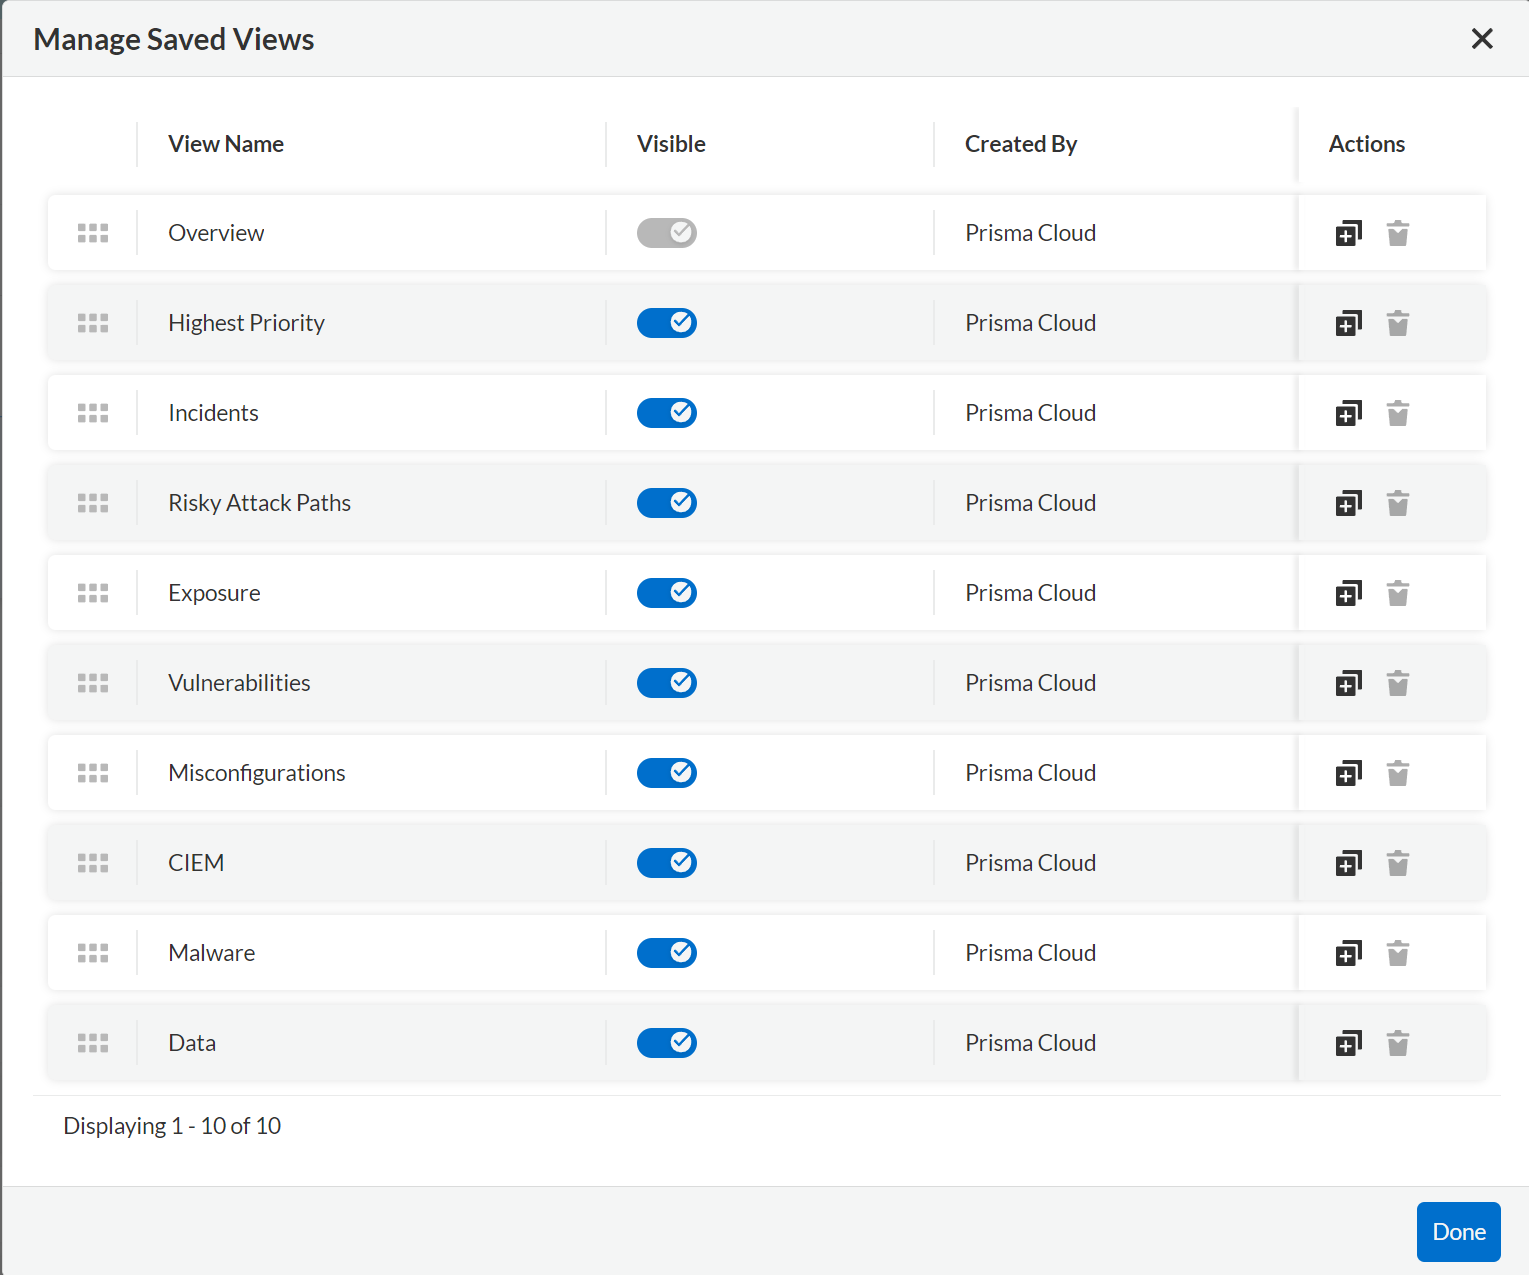 Manage Saved Views
View Name Visible Created By Actions
Overview Prisma Cloud
Highest Priority Prisma Cloud
Incidents Prisma Cloud
Risky Attack Paths Prisma Cloud
Exposure Prisma Cloud
Vulnerabilities Prisma Cloud
Misconfigurations Prisma Cloud
CIEM Prisma Cloud
Malware Prisma Cloud
Data Prisma Cloud
Displaying 1 - 10 of 10
Done